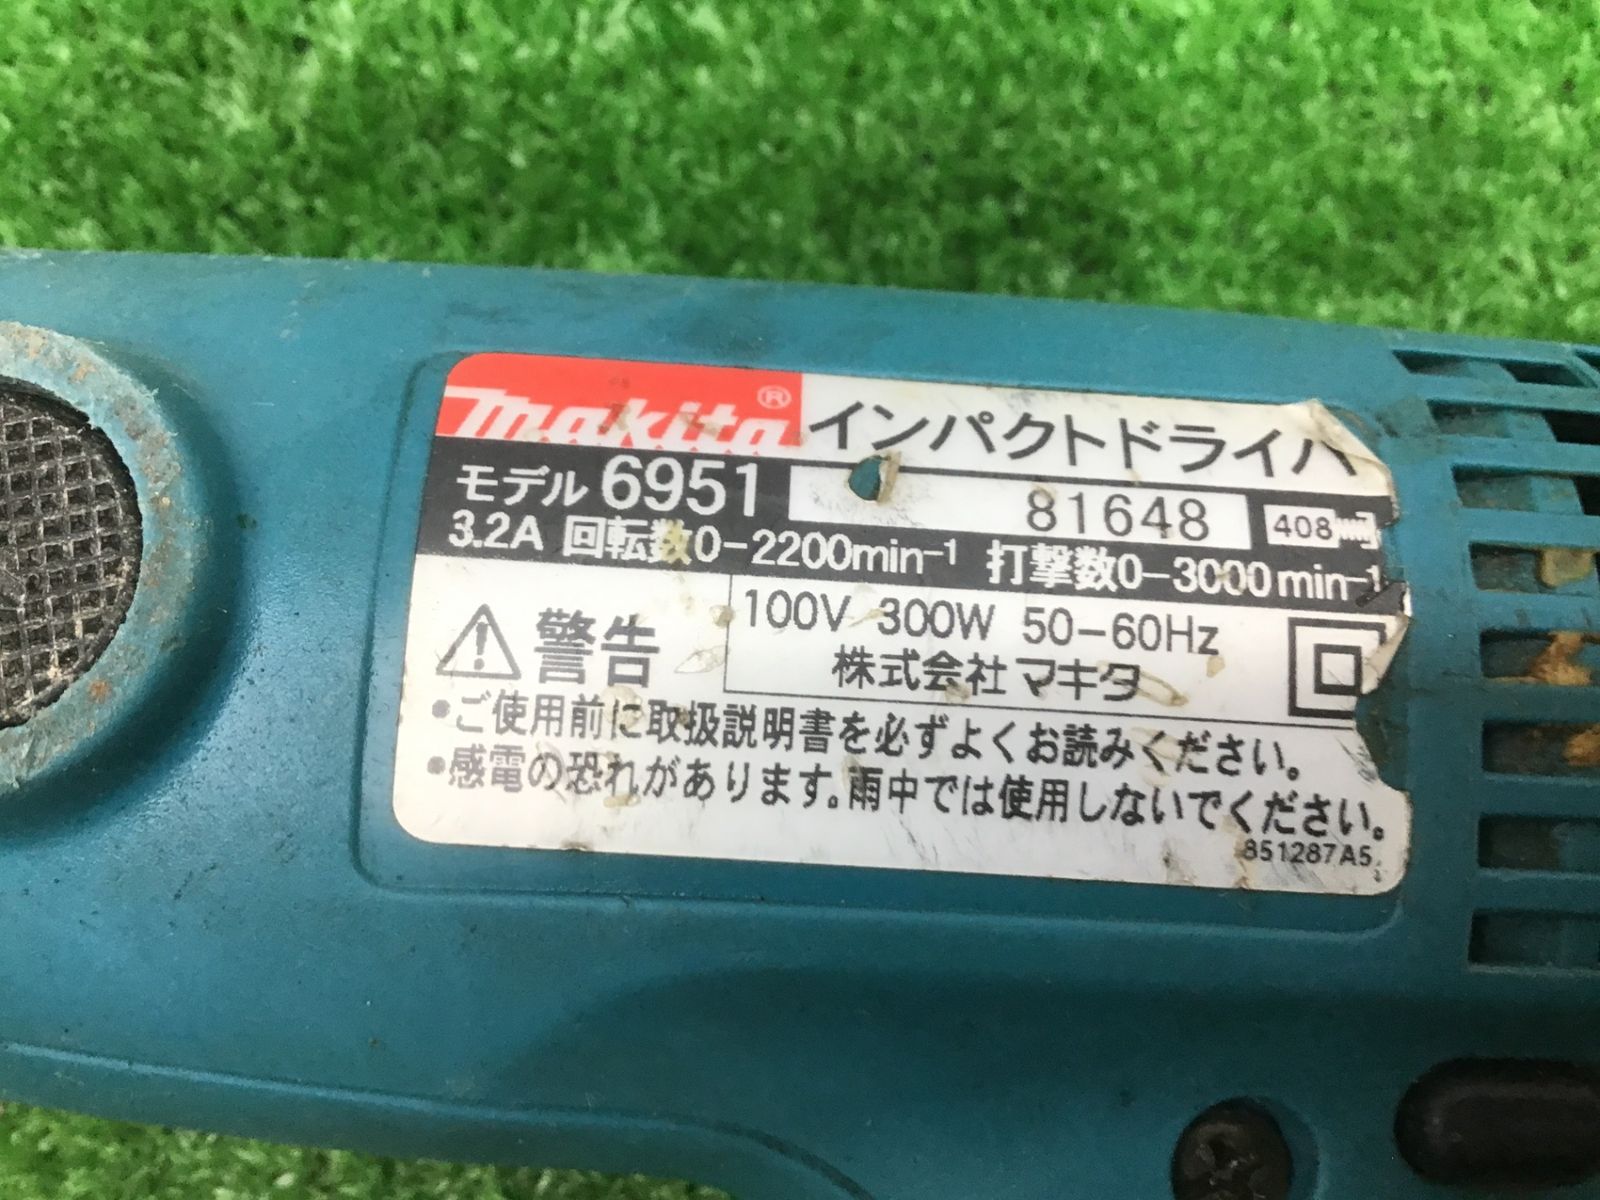 makita® インパクトドライバ
モデル 6951 81648 408
3.2A 回転数0-2200min-1 打撃数0-3000min-1
100V 300W 50-60Hz
株式会社マキタ
警告
•ご使用前に取扱説明書を必ずよくお読みください。
•感電の恐れがあります。雨中では使用しないでください。
851287A5